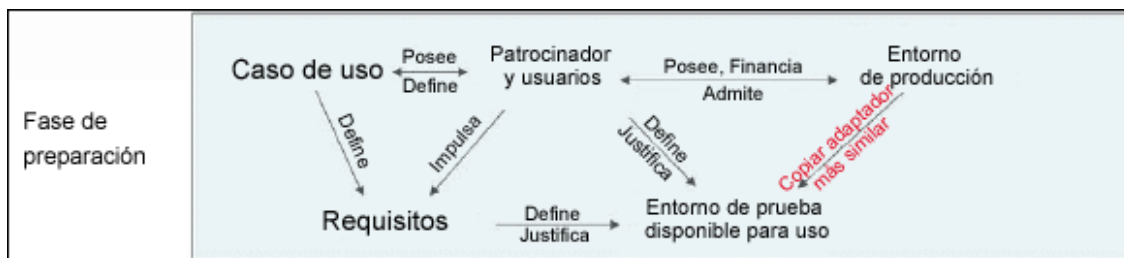 Fase de
preparación
Caso de uso
Posee
Define
Patrocinador
y usuarios
Posee, Financia
Admite
Entorno
de producción
Define
Impulsa
Define
Justifica
Copiar adaptador
más similar
Requisitos
Define
Justifica
Entorno de prueba
disponible para uso